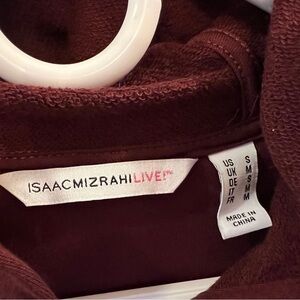 ISAACMIZRAHILIVE!™
US S
UK M
DE S
IT M
FR M
MADE IN
CHINA